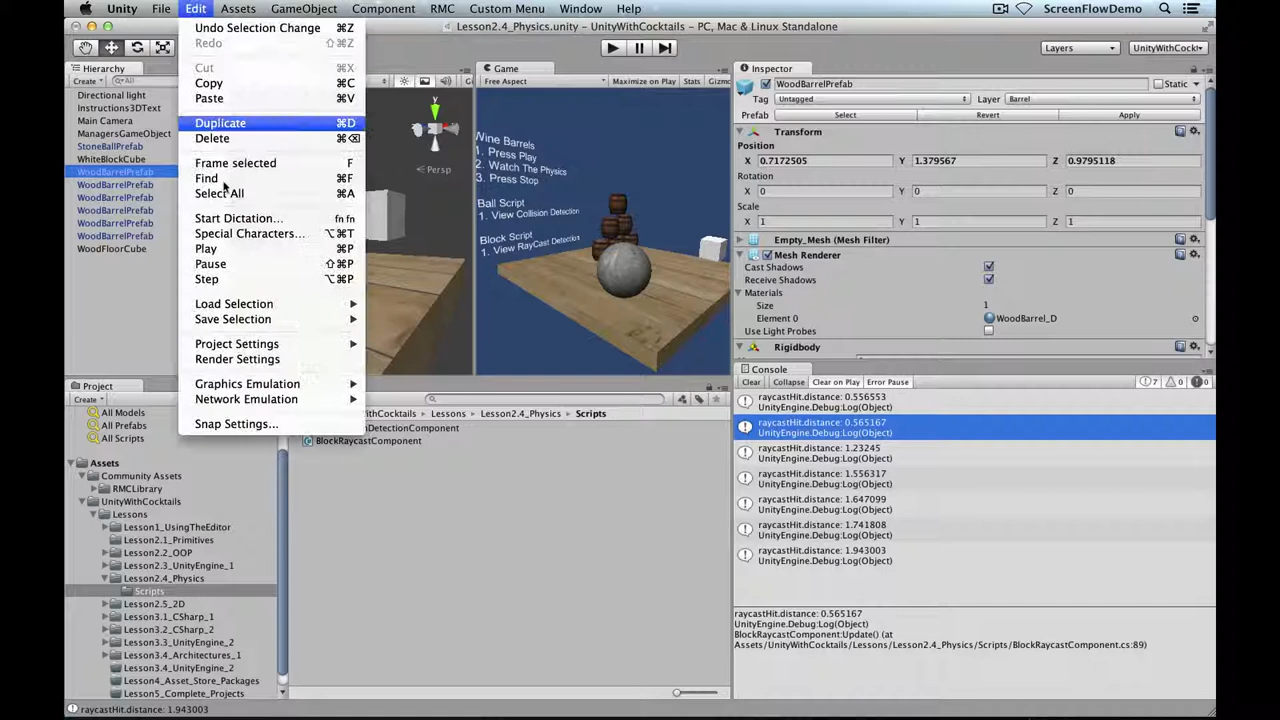 Unity File Edit Assets GameObject Component RMC SmokeMonster Window Help ScreenFlowDemo
Lesson2.4_Physics.unity - UnityWithCocktails - PC, Mac & Linux Standalone
Layers UnityWithCockt
Undo Selection Change ⌘Z
Redo ⇧⌘Z
Cut ⌘X
Copy ⌘C
Paste ⌘V
Duplicate ⌘D
Delete ⌘⌫
Frame selected F
Find ⌘F
Select All ⌘A
Start Dictation... fn fn
Special Characters... ⌥⌘T
Play ⌘P
Pause ⇧⌘P
Step ⌥⌘P
Load Selection
Save Selection
Project Settings
Render Settings
Graphics Emulation
Network Emulation
Snap Settings...
Hierarchy
Create All
Directional light
Instructions3DText
Main Camera
ManagersGameObject
StoneBallPrefab
WhiteBlockCube
WoodBarrelPrefab
WoodBarrelPrefab
WoodBarrelPrefab
WoodBarrelPrefab
WoodBarrelPrefab
WoodBarrelPrefab
WoodFloorCube
y
Persp
Game
Free Aspect Maximize on Play Stats Gizmo
Wine Barrels
1. Press Play
2. Watch The Physics
3. Press Stop
Ball Script
1. View Collision Detection
Block Script
1. View RayCast Detection
Inspector
WoodBarrelPrefab Static
Tag Untagged Layer Barrel
Prefab Select Revert Apply
Transform
Position
X 0.7172505 Y 1.379567 Z 0.9795118
Rotation
X 0 Y 0 Z 0
Scale
X 1 Y 1 Z 1
Empty_Mesh (Mesh Filter)
Mesh Renderer
Cast Shadows
Receive Shadows
Materials
Size 1
Element 0 WoodBarrel_D
Use Light Probes
Rigidbody
Project
Create
All Models
All Prefabs
All Scripts
Assets
Community Assets
RMCLibrary
UnityWithCocktails
Lessons
Lesson1_UsingTheEditor
Lesson2.1_Primitives
Lesson2.2_OOP
Lesson2.3_UnityEngine_1
Lesson2.4_Physics
Scripts
Lesson2.5_2D
Lesson3.1_CSharp_1
Lesson3.2_CSharp_2
Lesson3.3_UnityEngine_2
Lesson3.4_Architectures_1
Lesson3.4_UnityEngine_2
Lesson4_Asset_Store_Packages
Lesson5_Complete_Projects
thCocktails Lessons Lesson2.4_Physics Scripts
DetectionComponent
BlockRaycastComponent
Console
Clear Collapse Clear on Play Error Pause 7 0 0
raycastHit.distance: 0.556553
UnityEngine.Debug:Log(Object)
raycastHit.distance: 0.565167
UnityEngine.Debug:Log(Object)
raycastHit.distance: 1.23245
UnityEngine.Debug:Log(Object)
raycastHit.distance: 1.556317
UnityEngine.Debug:Log(Object)
raycastHit.distance: 1.647099
UnityEngine.Debug:Log(Object)
raycastHit.distance: 1.741808
UnityEngine.Debug:Log(Object)
raycastHit.distance: 1.943003
UnityEngine.Debug:Log(Object)
raycastHit.distance: 0.565167
UnityEngine.Debug:Log(Object)
BlockRaycastComponent:Update() (at
Assets/UnityWithCocktails/Lessons/Lesson2.4_Physics/Scripts/BlockRaycastComponent.cs:89)
raycastHit.distance: 1.943003